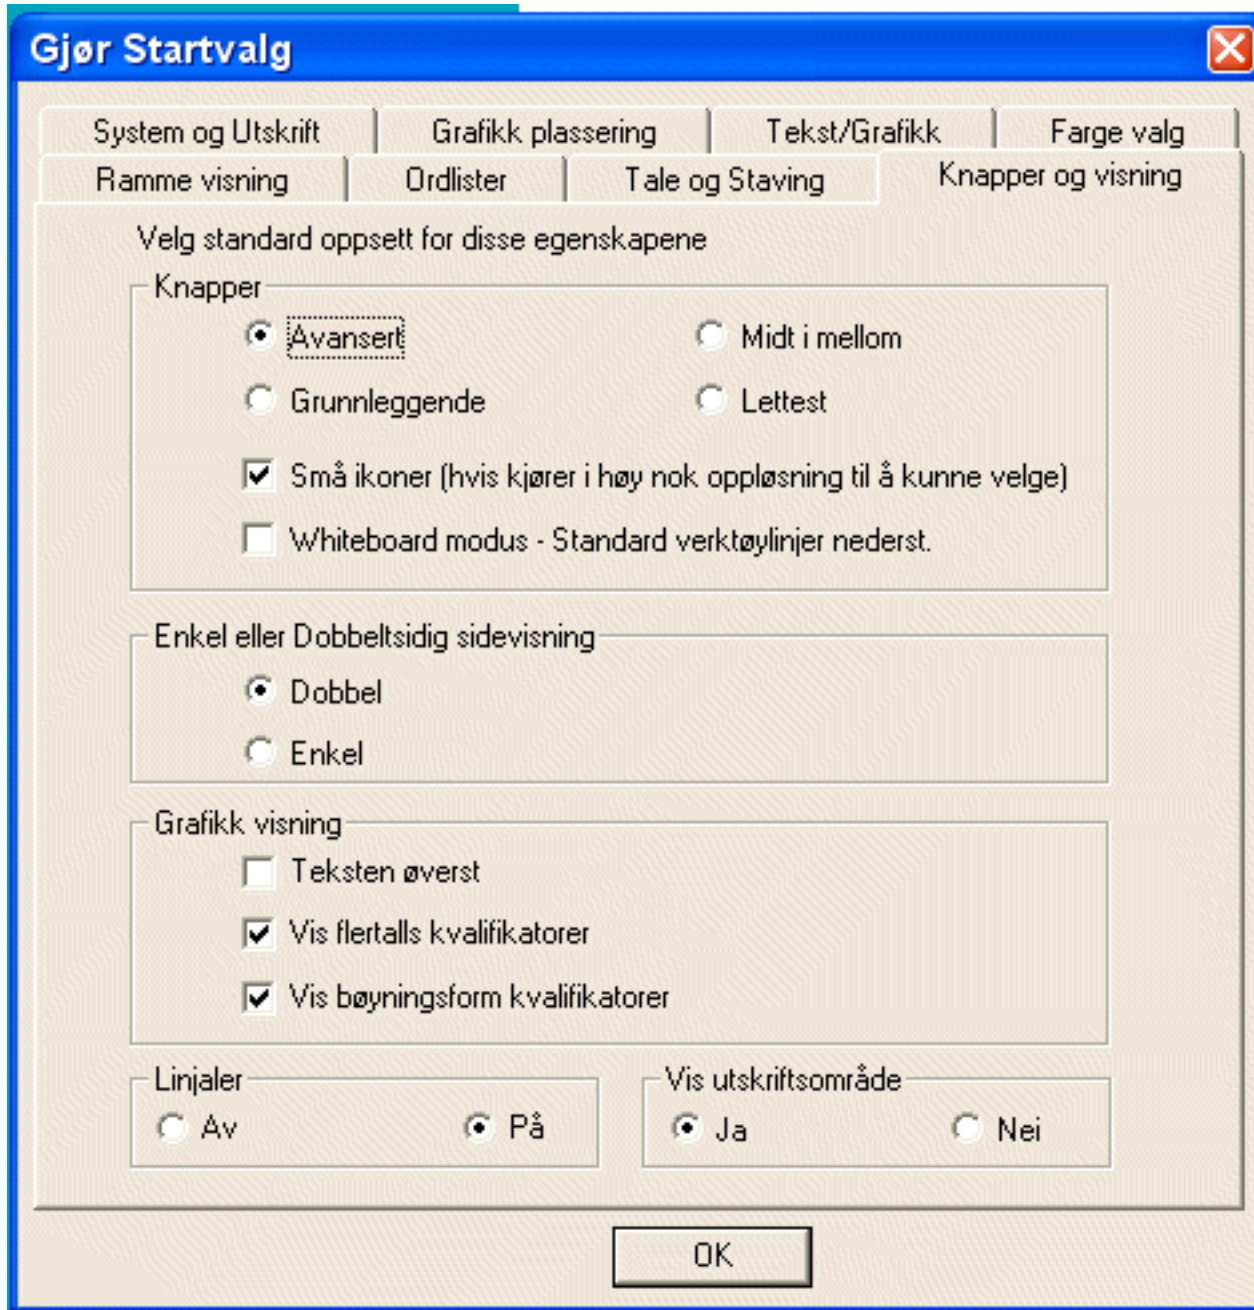 Gjør Startvalg
System og Utskrift Grafikk plassering Tekst/Grafikk Farge valg
Ramme visning Ordlister Tale og Staving Knapper og visning
Velg standard oppsett for disse egenskapene
Knapper
Avansert Midt i mellom
Grunnleggende Lettest
Små ikoner (hvis kjører i høy nok oppløsning til å kunne velge)
Whiteboard modus - Standard verktøylinjer nederst.
Enkel eller Dobbeltsidig sidevisning
Dobbel
Enkel
Grafikk visning
Teksten øverst
Vis flertalls kvalifikatorer
Vis bøyningsform kvalifikatorer
Linjaler Vis utskriftsområde
Av På Ja Nei
OK